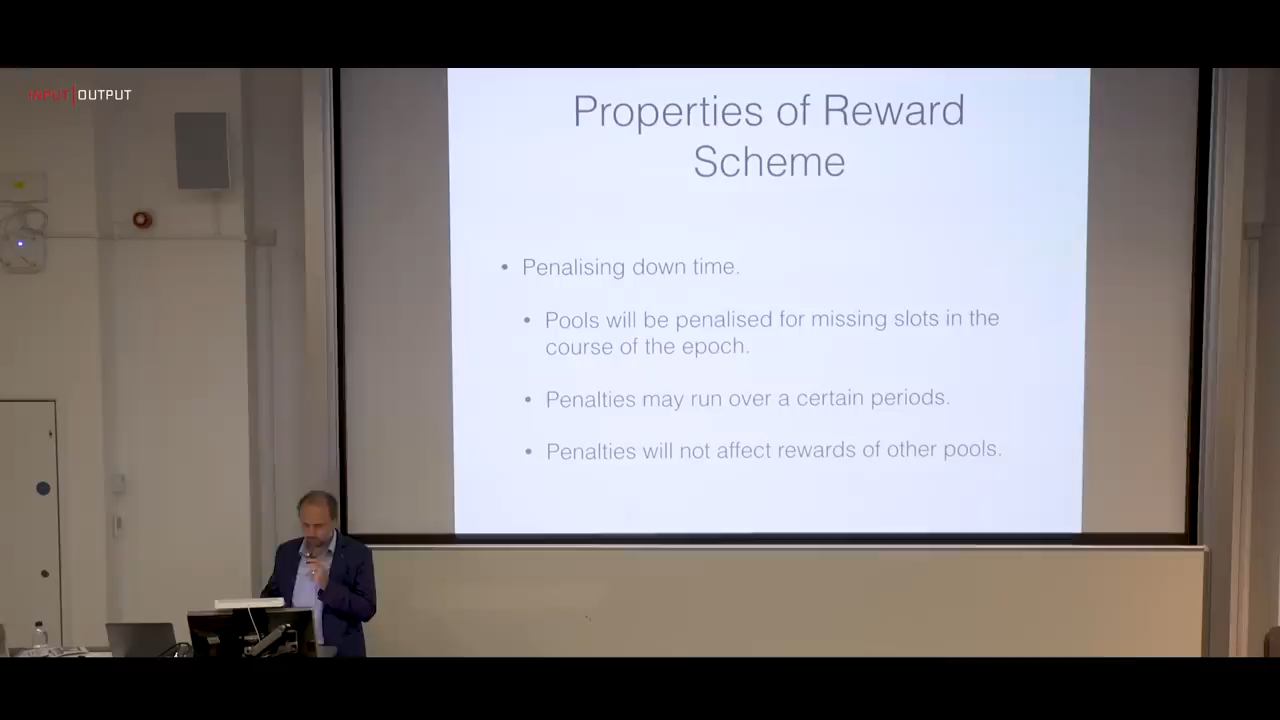 INPUT|OUTPUT
Properties of Reward
Scheme
• Penalising down time.
• Pools will be penalised for missing slots in the
course of the epoch.
• Penalties may run over a certain periods.
• Penalties will not affect rewards of other pools.